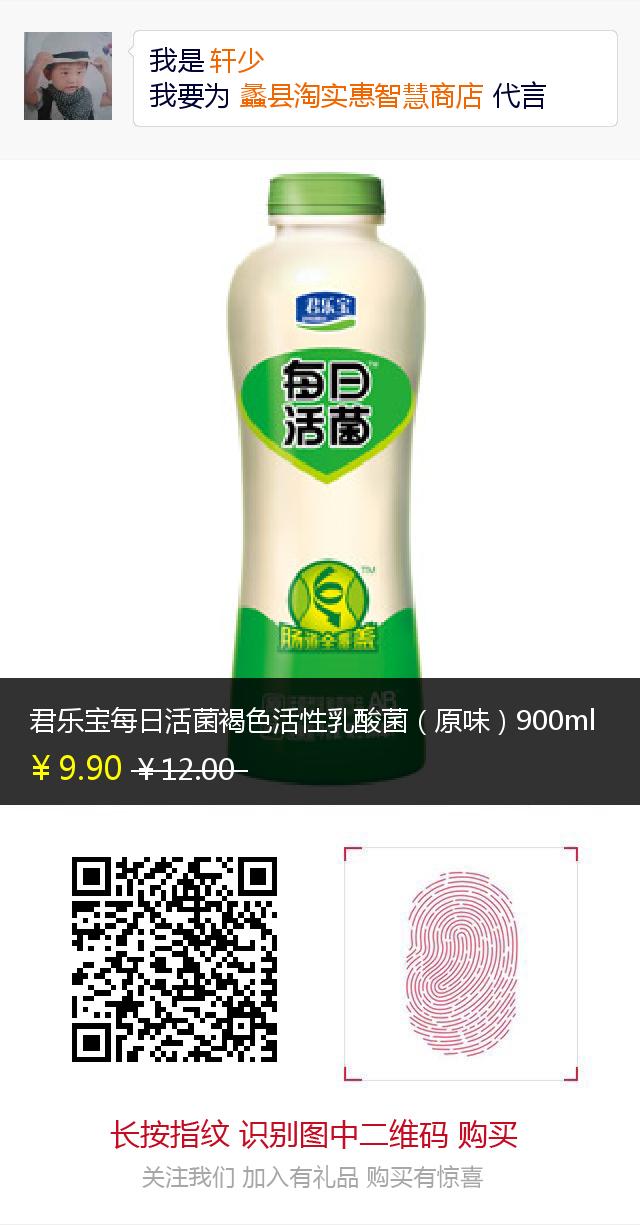 我是 轩少
我要为 蠡县淘实惠智慧商店 代言
君乐宝
每日
活菌
TM
肠道全覆盖
AB
君乐宝每日活菌褐色活性乳酸菌（原味）900ml
¥ 9.90 ¥12.00
长按指纹 识别图中二维码 购买
关注我们 加入有礼品 购买有惊喜